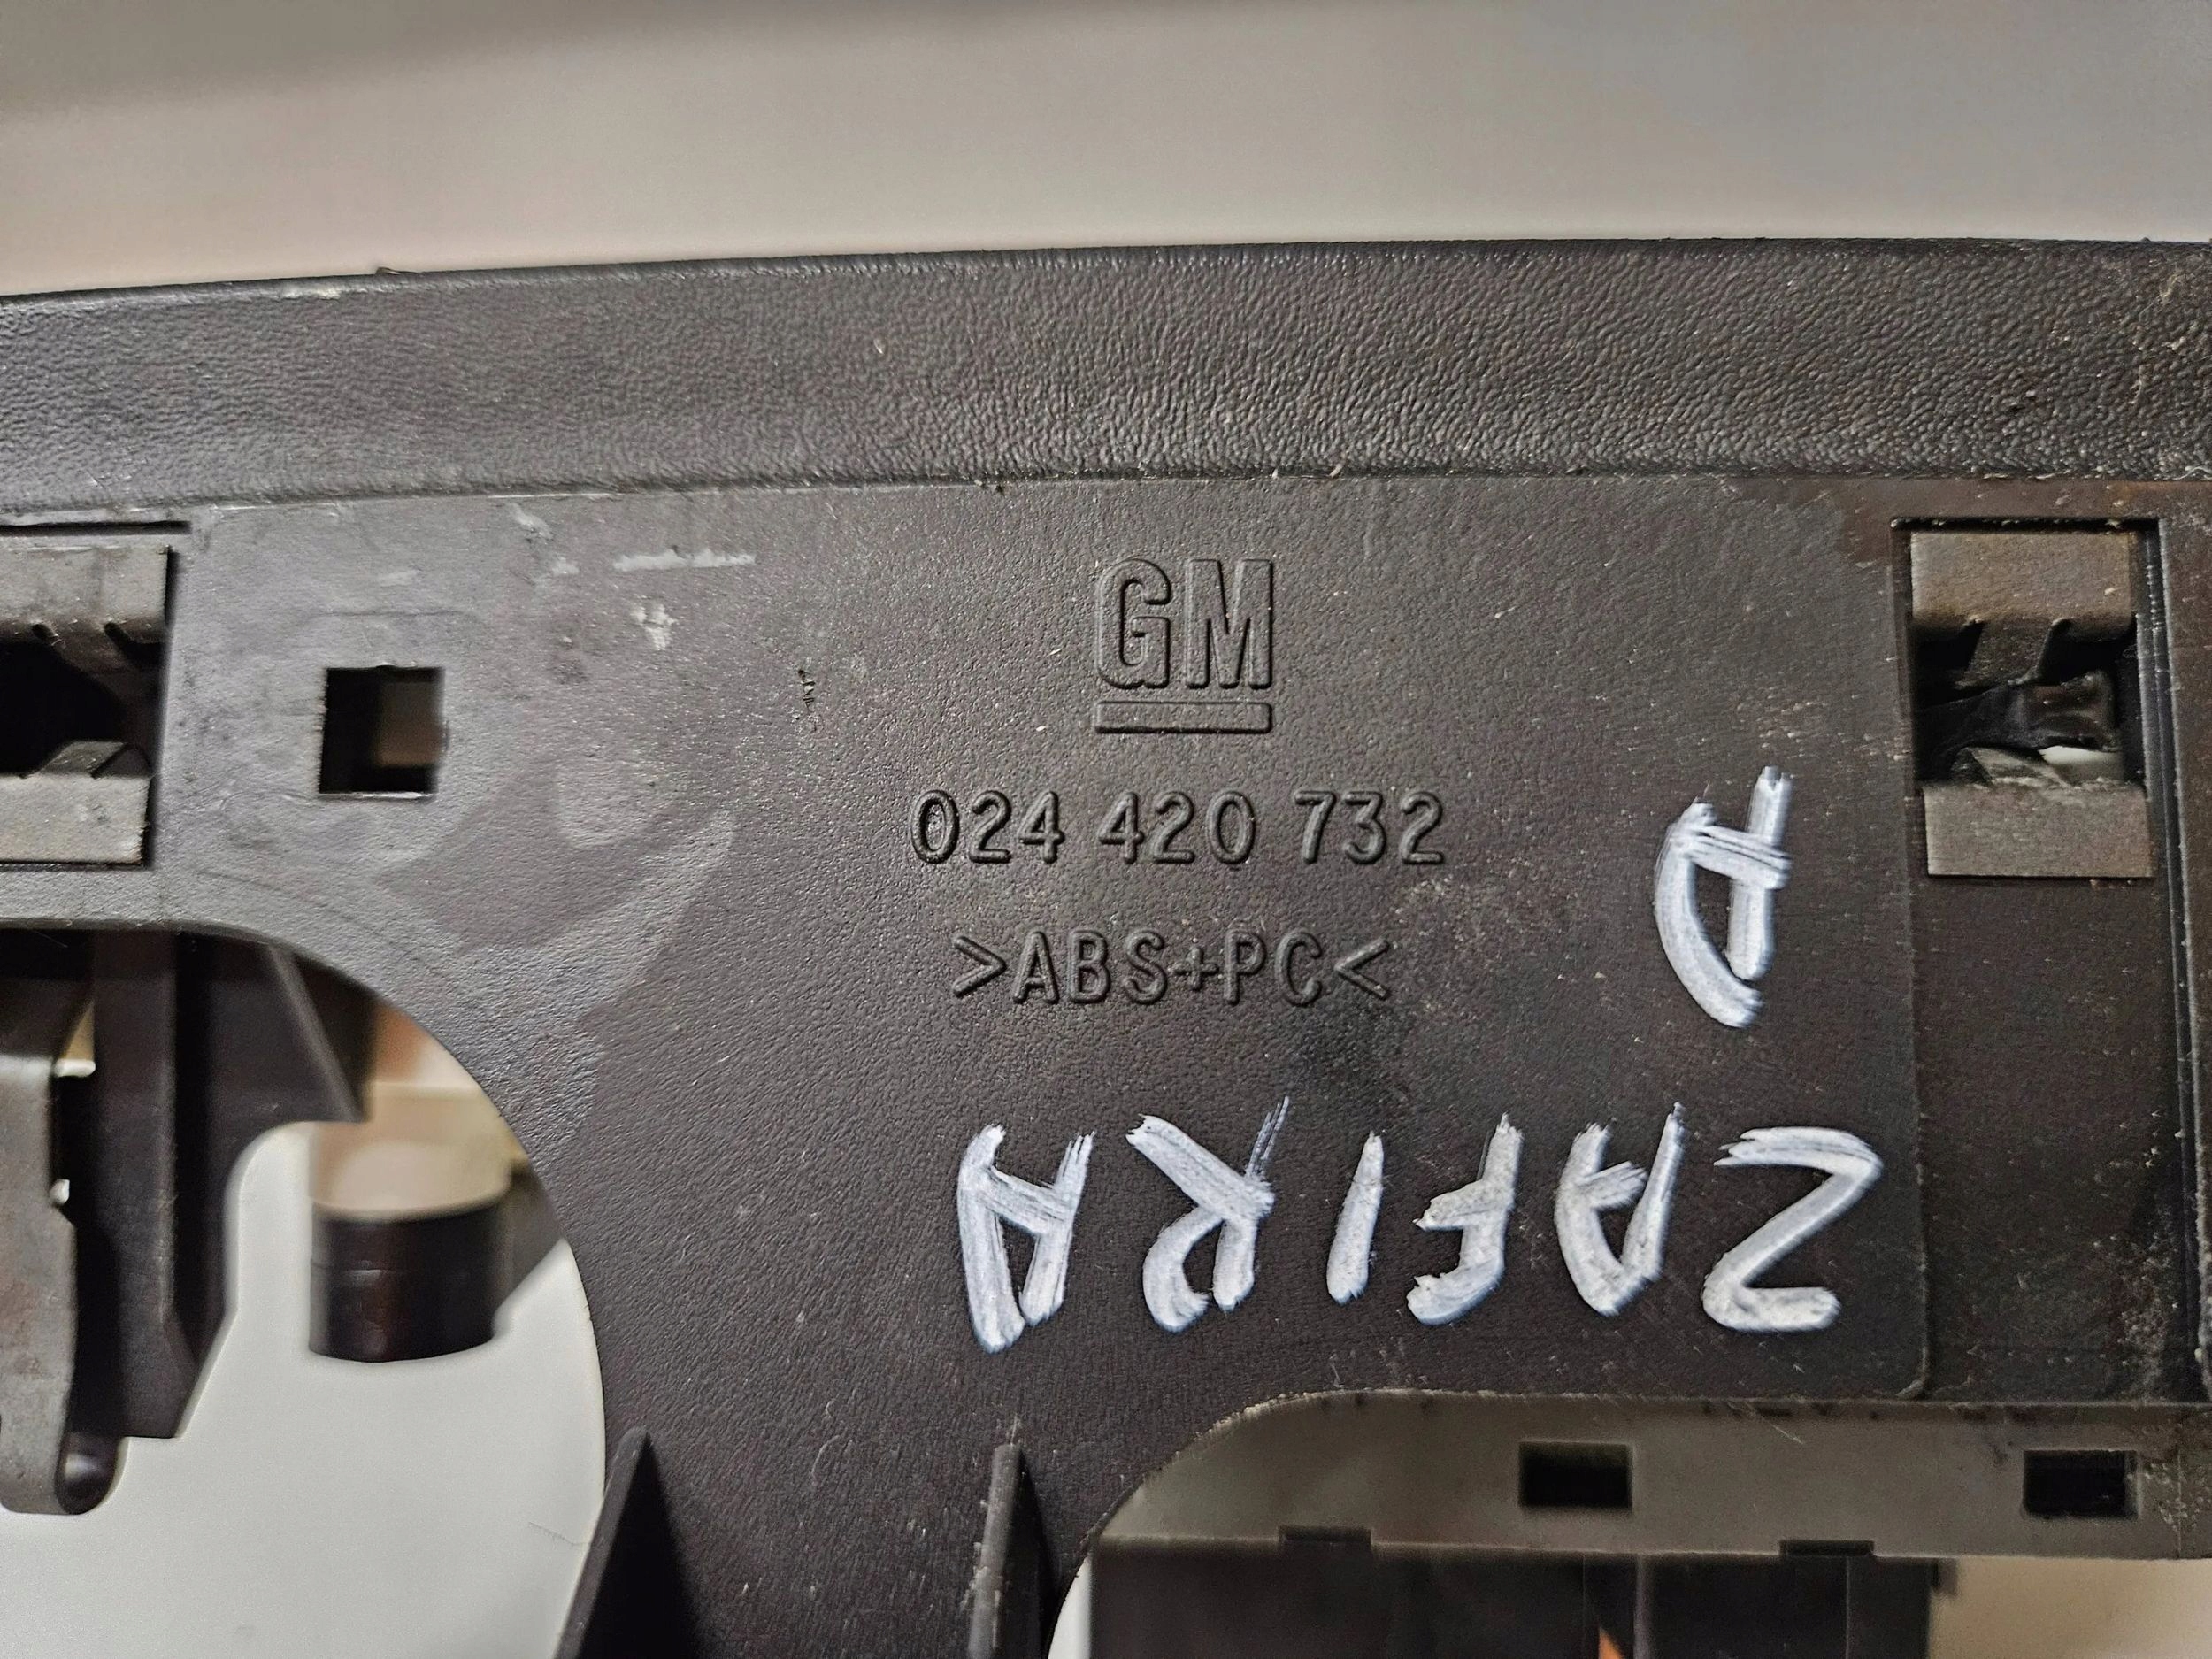 GM
024 420 732
>ABS+PC<
ZAFIRA
A